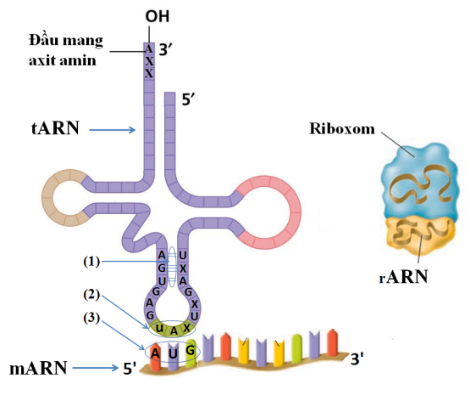 OH
Đầu mang
axit amin
A 3′
X
X
5′
tARN
Riboxom
rARN
(1)
A U
G X
U A
G G
A X
G U
(2)
u A X
(3)
A U G
mARN 5' 3'